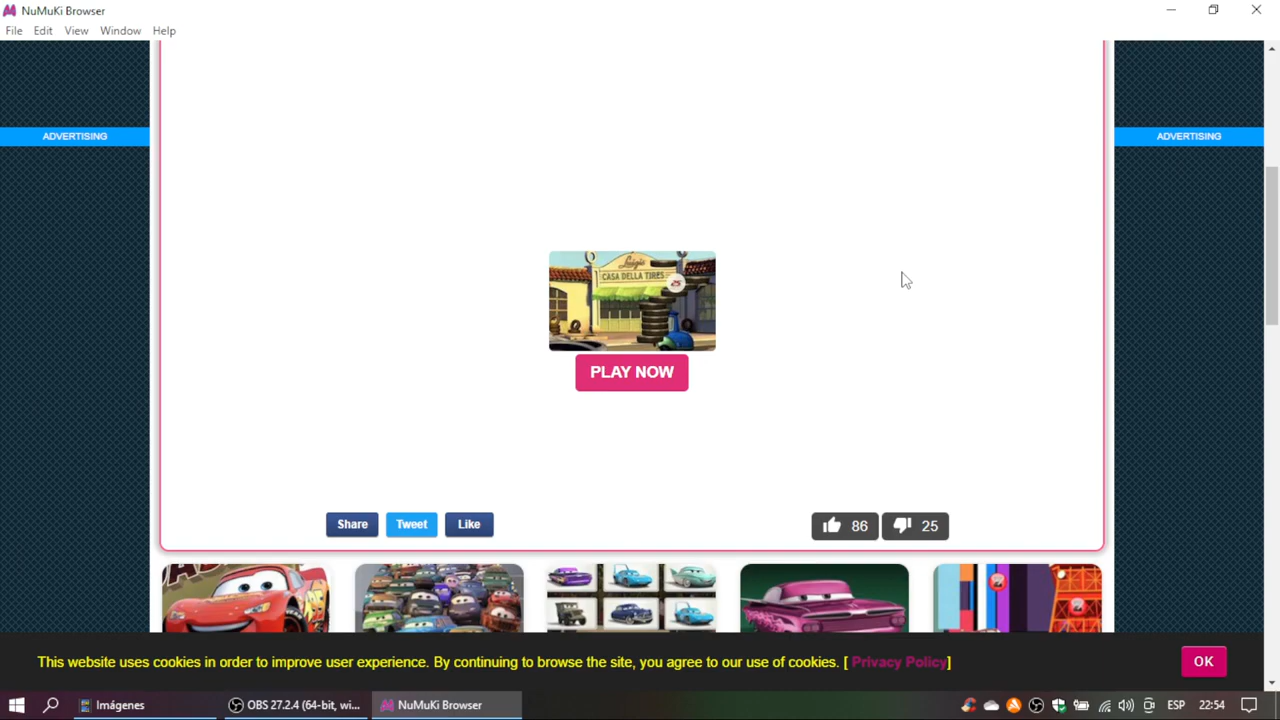 NuMuKi Browser
File Edit View Window Help
ADVERTISING
ADVERTISING
Luigi's
CASA DELLA TIRES
PLAY NOW
Share Tweet Like 86 25
This website uses cookies in order to improve user experience. By continuing to browse the site, you agree to our use of cookies. [ Privacy Policy] OK
Imágenes OBS 27.2.4 (64-bit, wi... NuMuKi Browser ESP 22:54